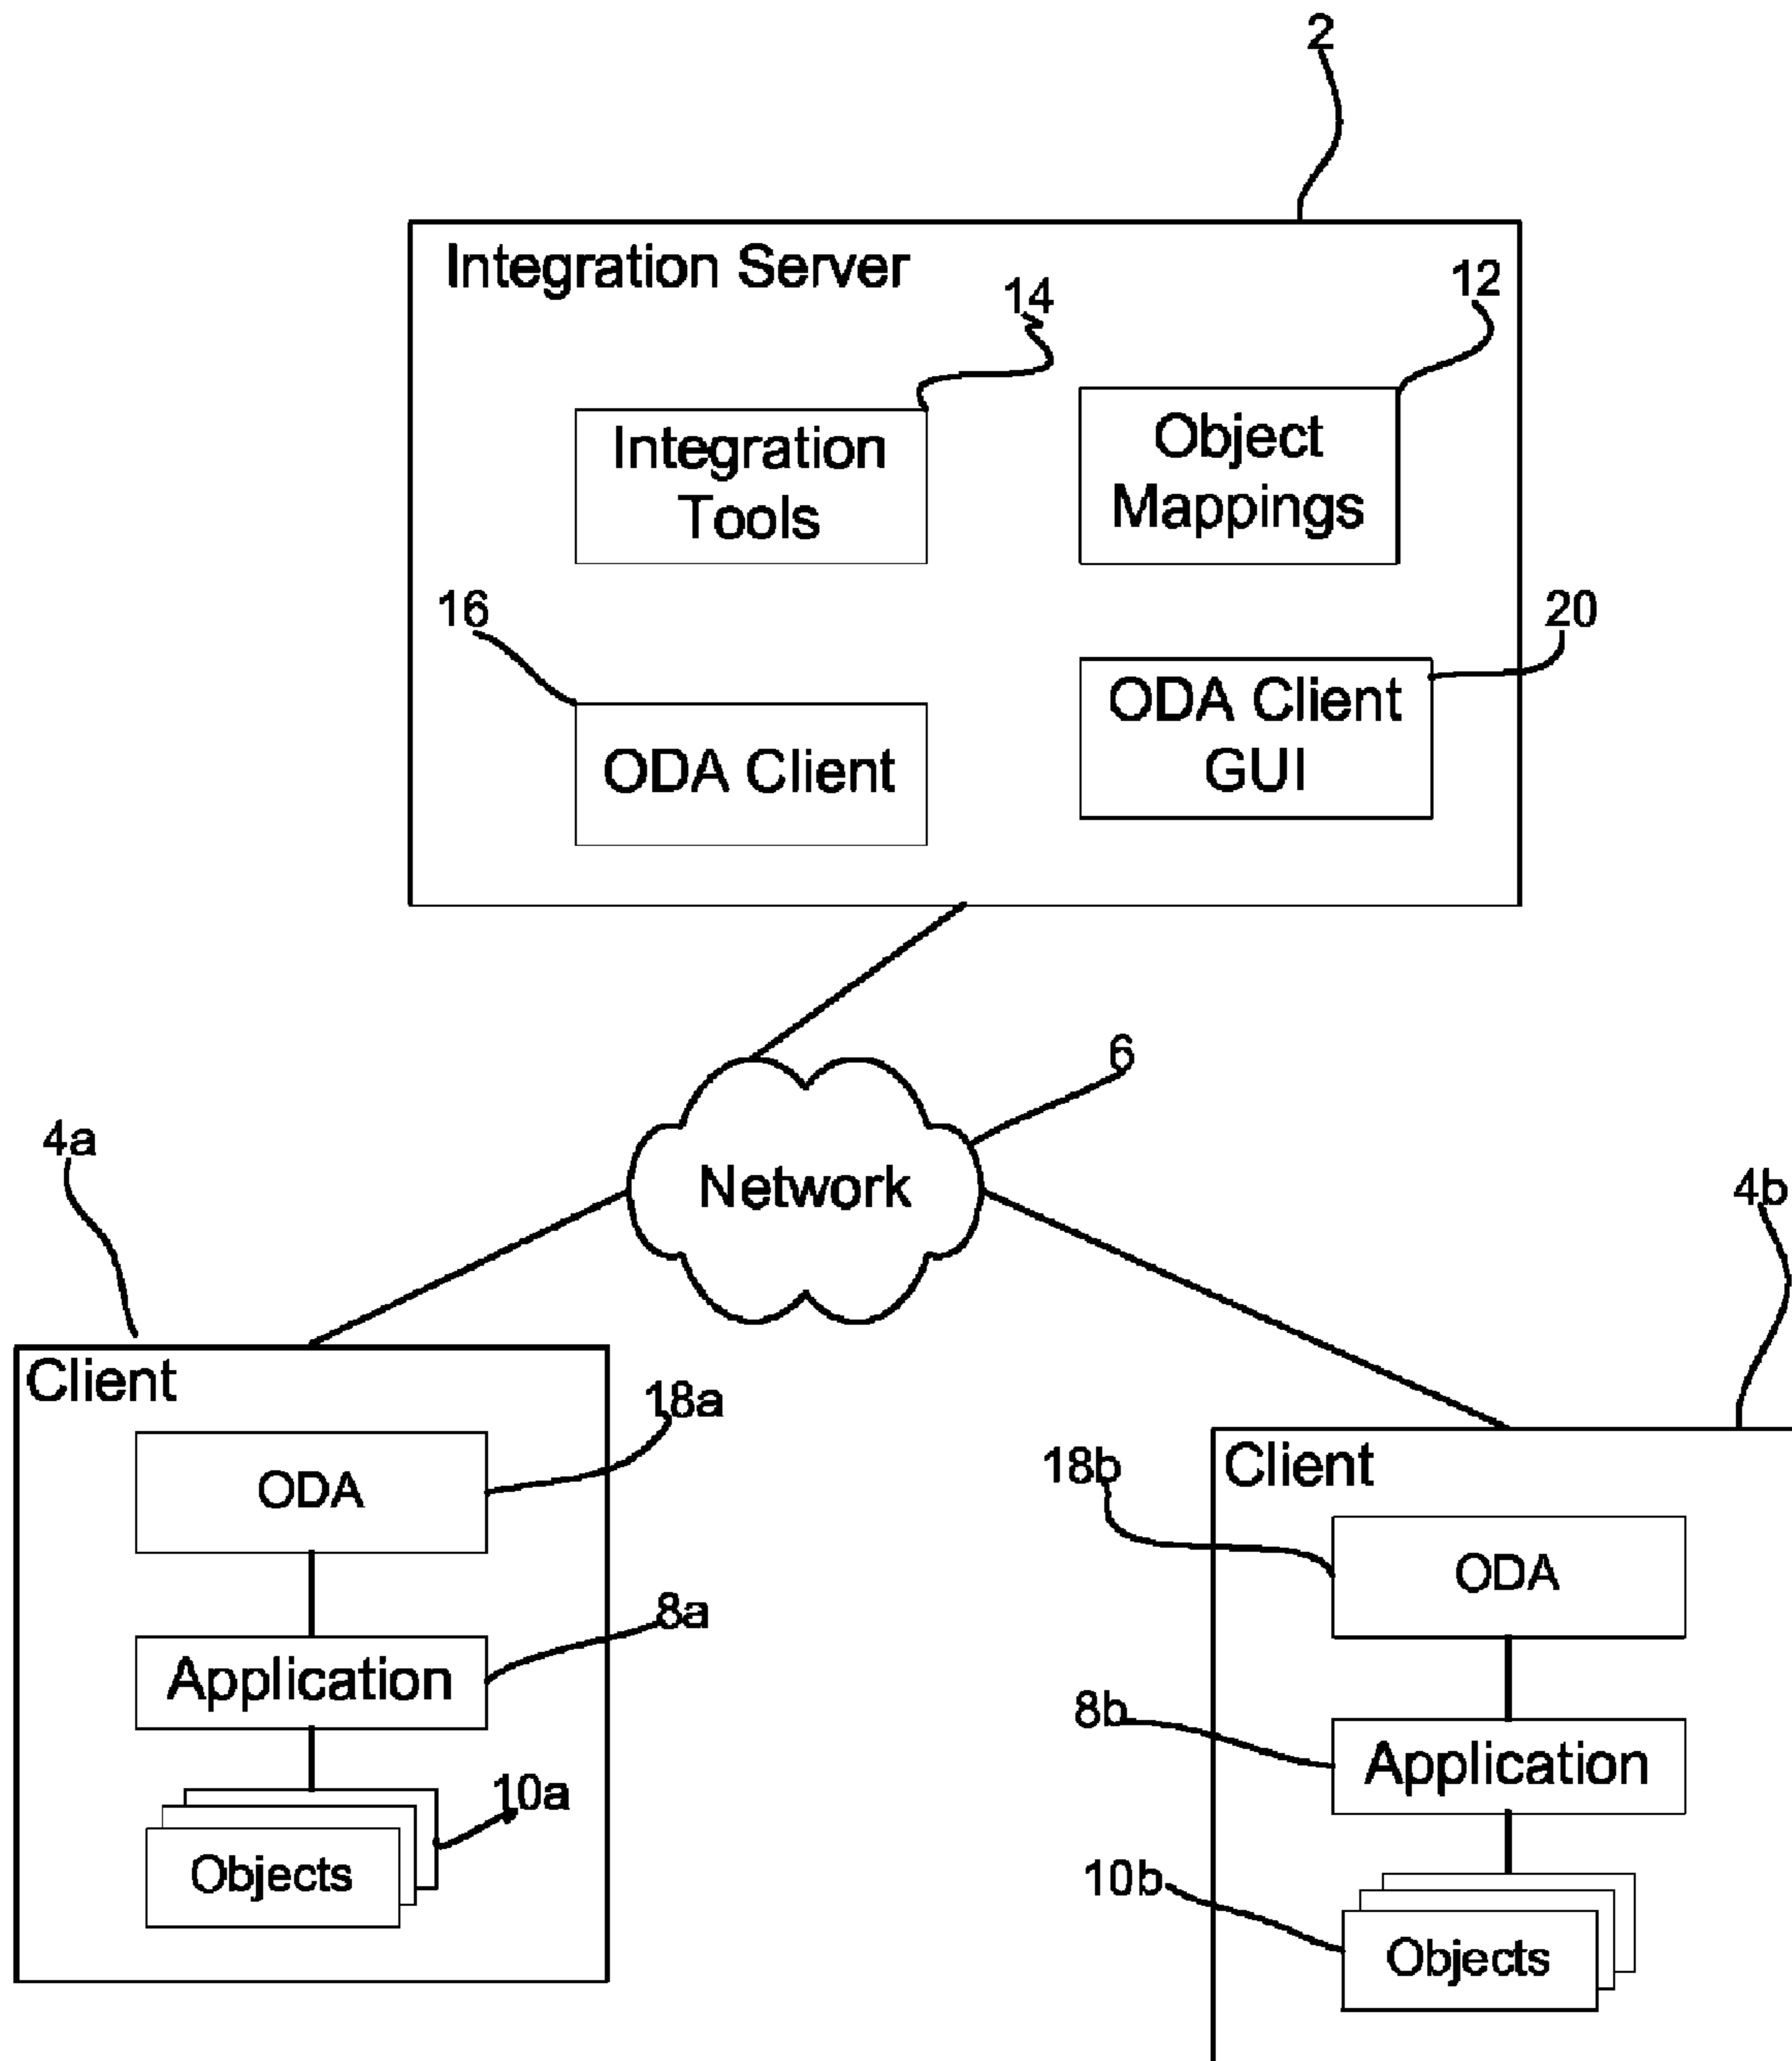 2
Integration Server
14
12
Integration
Tools
Object
Mappings
16
20
ODA Client
ODA Client
GUI
6
Network
4a
4b
Client
18a
ODA
8a
Application
10a
Objects
Client
18b
ODA
8b
Application
10b
Objects